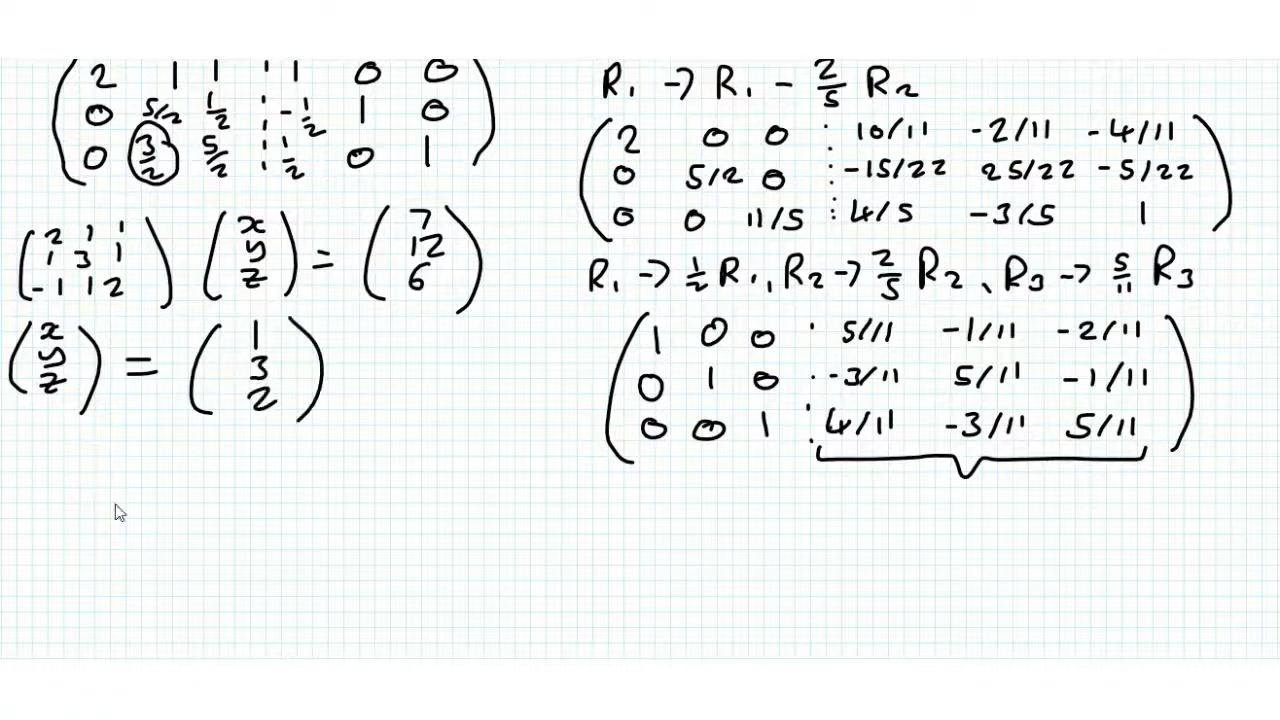 2 1 1 ⋮ 1 0 0
0 5/2 1/2 ⋮ -1/2 1 0
0 3/2 5/2 ⋮ 1/2 0 1
2 1 1
1 3 1
-1 1 2
x
y
z
=
7
12
6
x
y
z
=
1
3
2
R₁ → R₁ - 2/5 R₂
2 0 0 ⋮ 10/11 -2/11 -4/11
0 5/2 0 ⋮ -15/22 25/22 -5/22
0 0 11/5 ⋮ 4/5 -3/5 1
R₁ → 1/2 R₁, R₂ → 2/5 R₂, R₃ → 5/11 R₃
1 0 0 ⋮ 5/11 -1/11 -2/11
0 1 0 ⋮ -3/11 5/11 -1/11
0 0 1 ⋮ 4/11 -3/11 5/11